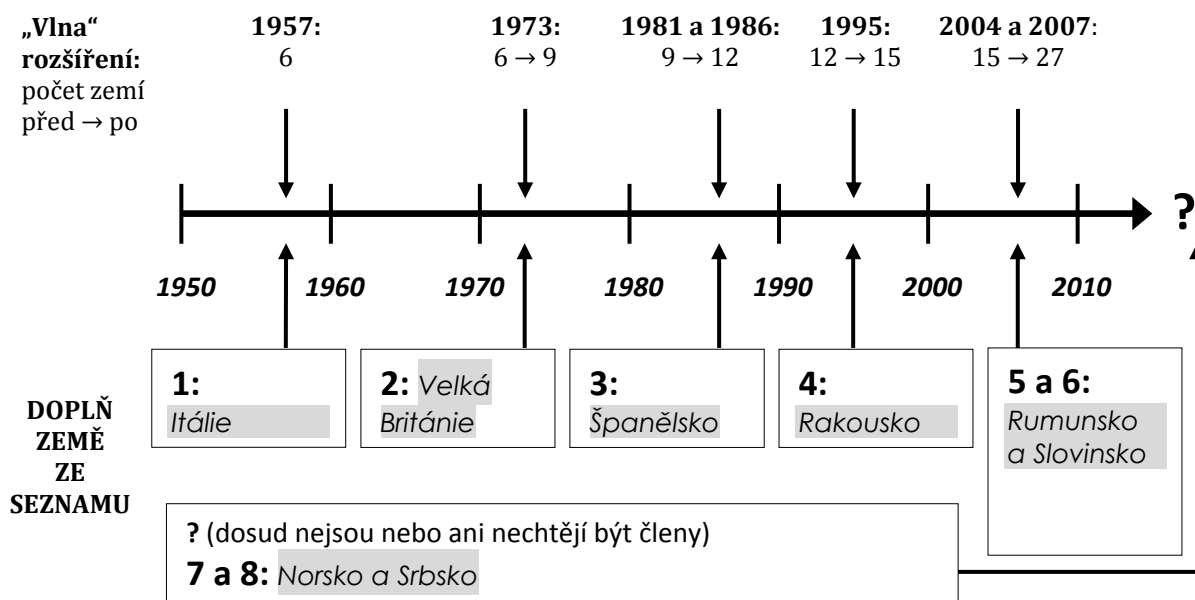 „Vlna“ 1957: 1973: 1981 a 1986: 1995: 2004 a 2007:
rozšíření: 6 6 → 9 9 → 12 12 → 15 15 → 27
počet zemí
před → po
?
1950 1960 1970 1980 1990 2000 2010
DOPLŇ
ZEMĚ
ZE
SEZNAMU
1:
Itálie
2: Velká
Británie
3:
Španělsko
4:
Rakousko
5 a 6:
Rumunsko
a Slovinsko
? (dosud nejsou nebo ani nechtějí být členy)
7 a 8: Norsko a Srbsko